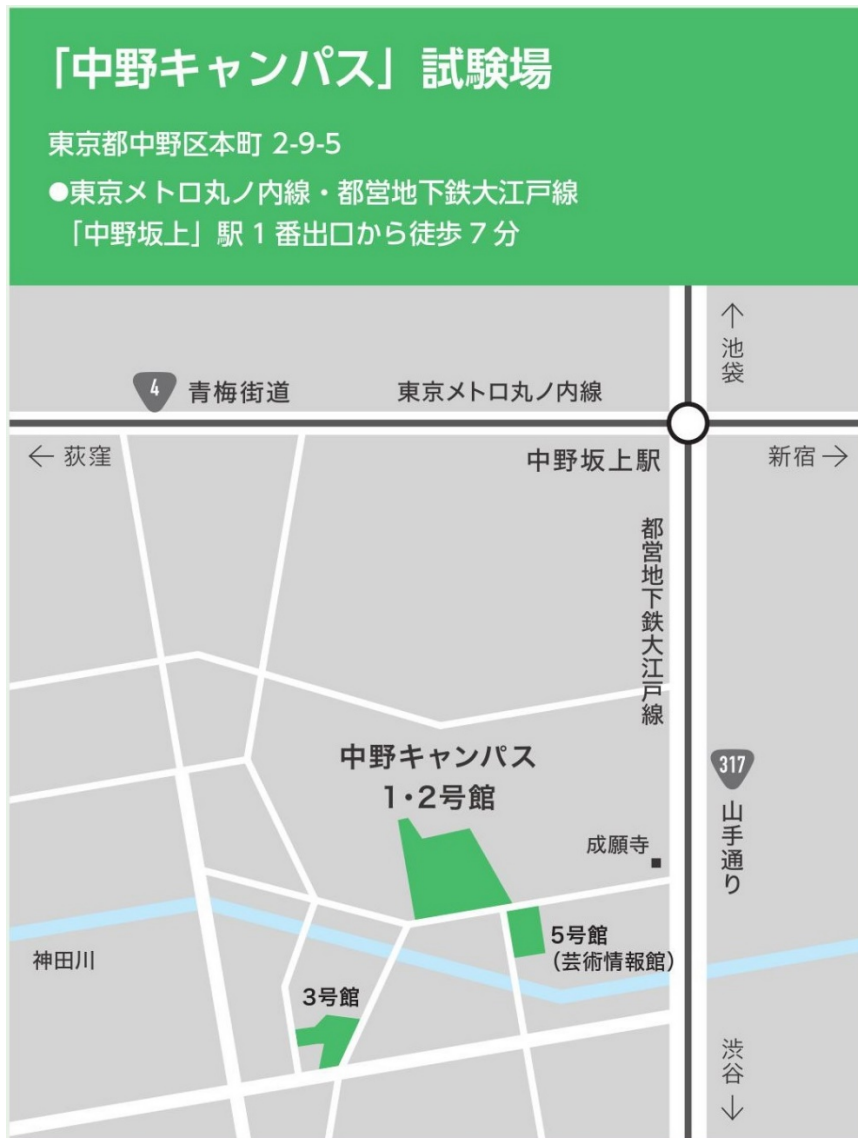 「中野キャンパス」試験場
東京都中野区本町 2-9-5
●東京メトロ丸ノ内線・都営地下鉄大江戸線
「中野坂上」駅 1 番出口から徒歩 7 分
↑
池袋
4 青梅街道
東京メトロ丸ノ内線
← 荻窪
中野坂上駅
新宿 →
都営地下鉄大江戸線
中野キャンパス
1・2号館
317
山手通り
成願寺
神田川
5号館
(芸術情報館)
3号館
渋谷
↓